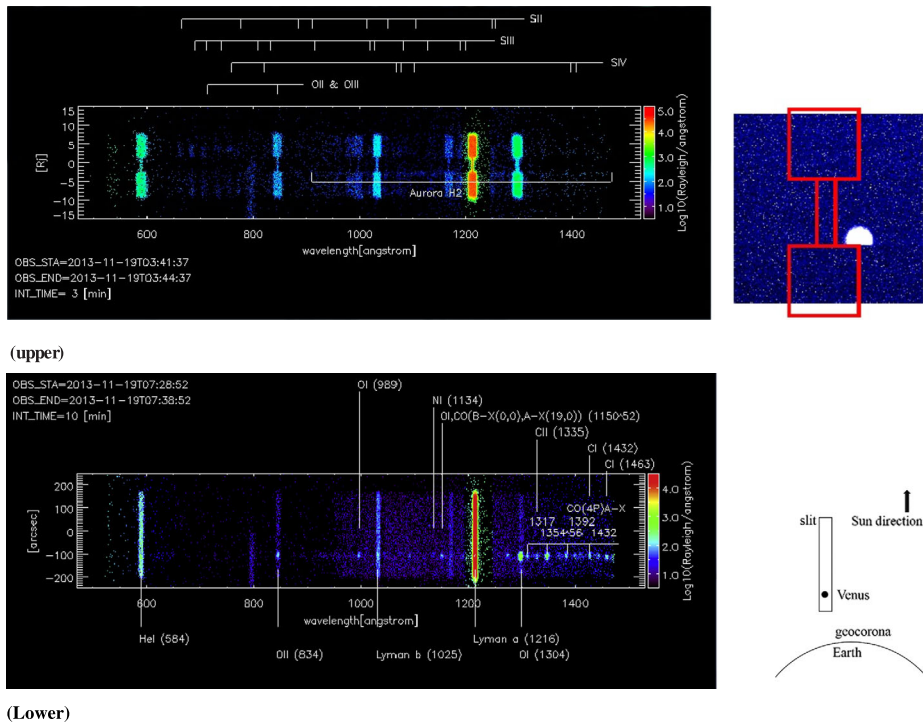 SII
SIII
SIV
OII & OIII
15
10
5
0
-5
-10
-15
[Rj]
Aurora H2
600 800 1000 1200 1400
wavelength[angstrom]
5.0
4.0
3.0
2.0
1.0
Log10(Rayleigh/angstrom)
OBS_STA=2013-11-19T03:41:37
OBS_END=2013-11-19T03:44:37
INT_TIME= 3 [min]
(upper)
OBS_STA=2013-11-19T07:28:52
OBS_END=2013-11-19T07:38:52
INT_TIME=10 [min]
OI (989)
NI (1134)
OI,CO(B-X(0,0),A-X(19,0)) (1150-52)
CII (1335)
CI (1432)
CI (1463)
CO(4P)A-X
1317 1392
1354-56 1432
200
100
0
-100
-200
[arcsec]
600 800 1000 1200 1400
wavelength[angstrom]
4.0
3.0
2.0
1.0
Log10(Rayleigh/angstrom)
HeI (584)
OII (834)
Lyman b (1025)
Lyman a (1216)
OI (1304)
slit
Sun direction
Venus
geocorona
Earth
(Lower)